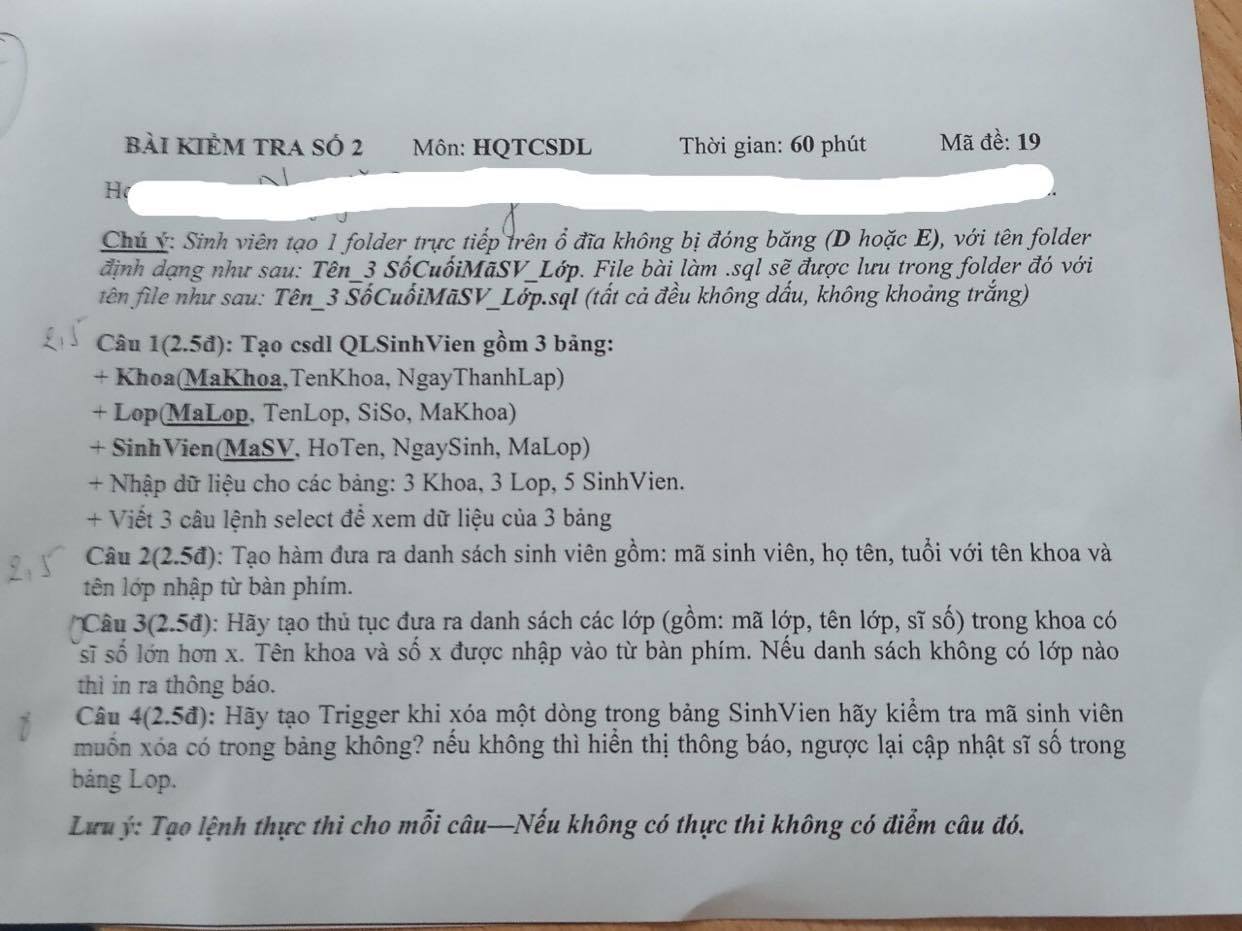 BÀI KIỂM TRA SỐ 2 Môn: HQTCSDL Thời gian: 60 phút Mã đề: 19
Họ
Chú ý: Sinh viên tạo 1 folder trực tiếp trên ổ đĩa không bị đóng băng (D hoặc E), với tên folder
định dạng như sau: Tên_3 SốCuốiMãSV_Lớp. File bài làm .sql sẽ được lưu trong folder đó với
tên file như sau: Tên_3 SốCuốiMãSV_Lớp.sql (tất cả đều không dấu, không khoảng trắng)
2,5 Câu 1(2.5đ): Tạo csdl QLSinhVien gồm 3 bảng:
+ Khoa(MaKhoa,TenKhoa, NgayThanhLap)
+ Lop(MaLop, TenLop, SiSo, MaKhoa)
+ SinhVien(MaSV, HoTen, NgaySinh, MaLop)
+ Nhập dữ liệu cho các bảng: 3 Khoa, 3 Lop, 5 SinhVien.
+ Viết 3 câu lệnh select để xem dữ liệu của 3 bảng
2,5 Câu 2(2.5đ): Tạo hàm đưa ra danh sách sinh viên gồm: mã sinh viên, họ tên, tuổi với tên khoa và
tên lớp nhập từ bàn phím.
Câu 3(2.5đ): Hãy tạo thủ tục đưa ra danh sách các lớp (gồm: mã lớp, tên lớp, sĩ số) trong khoa có
sĩ số lớn hơn x. Tên khoa và số x được nhập vào từ bàn phím. Nếu danh sách không có lớp nào
thì in ra thông báo.
Câu 4(2.5đ): Hãy tạo Trigger khi xóa một dòng trong bảng SinhVien hãy kiểm tra mã sinh viên
muốn xóa có trong bảng không? nếu không thì hiển thị thông báo, ngược lại cập nhật sĩ số trong
bảng Lop.
Lưu ý: Tạo lệnh thực thi cho mỗi câu—Nếu không có thực thi không có điểm câu đó.